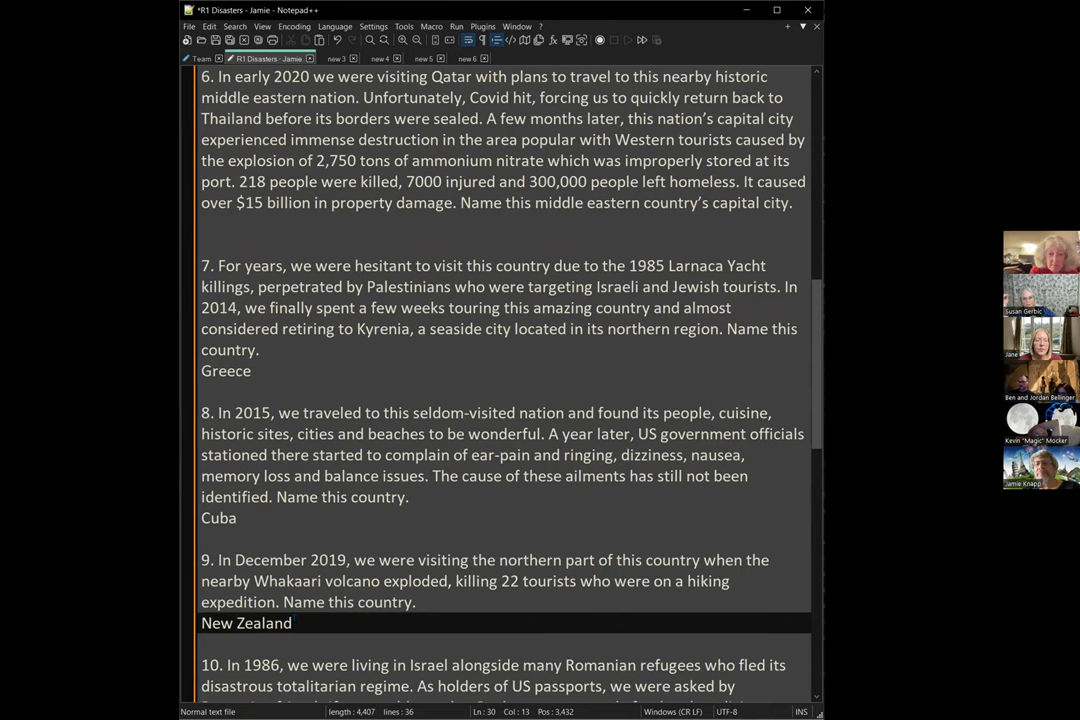 *R1 Disasters - Jamie - Notepad++
File Edit Search View Encoding Language Settings Tools Macro Run Plugins Window ?
Team R1 Disasters - Jamie new 3 new 4 new 5 new 6
6. In early 2020 we were visiting Qatar with plans to travel to this nearby historic
middle eastern nation. Unfortunately, Covid hit, forcing us to quickly return back to
Thailand before its borders were sealed. A few months later, this nation’s capital city
experienced immense destruction in the area popular with Western tourists caused by
the explosion of 2,750 tons of ammonium nitrate which was improperly stored at its
port. 218 people were killed, 7000 injured and 300,000 people left homeless. It caused
over $15 billion in property damage. Name this middle eastern country’s capital city.
7. For years, we were hesitant to visit this country due to the 1985 Larnaca Yacht
killings, perpetrated by Palestinians who were targeting Israeli and Jewish tourists. In
2014, we finally spent a few weeks touring this amazing country and almost
considered retiring to Kyrenia, a seaside city located in its northern region. Name this
country.
Greece
8. In 2015, we traveled to this seldom-visited nation and found its people, cuisine,
historic sites, cities and beaches to be wonderful. A year later, US government officials
stationed there started to complain of ear-pain and ringing, dizziness, nausea,
memory loss and balance issues. The cause of these ailments has still not been
identified. Name this country.
Cuba
9. In December 2019, we were visiting the northern part of this country when the
nearby Whakaari volcano exploded, killing 22 tourists who were on a hiking
expedition. Name this country.
New Zealand
10. In 1986, we were living in Israel alongside many Romanian refugees who fled its
disastrous totalitarian regime. As holders of US passports, we were asked by
Normal text file length : 4,407 lines : 36 Ln : 30 Col : 13 Pos : 3,432 Windows (CR LF) UTF-8 INS
Susan Gerbic
Jane
Ben and Jordan Bellinger
Kevin "Magic" Mocker
Jamie Knapp